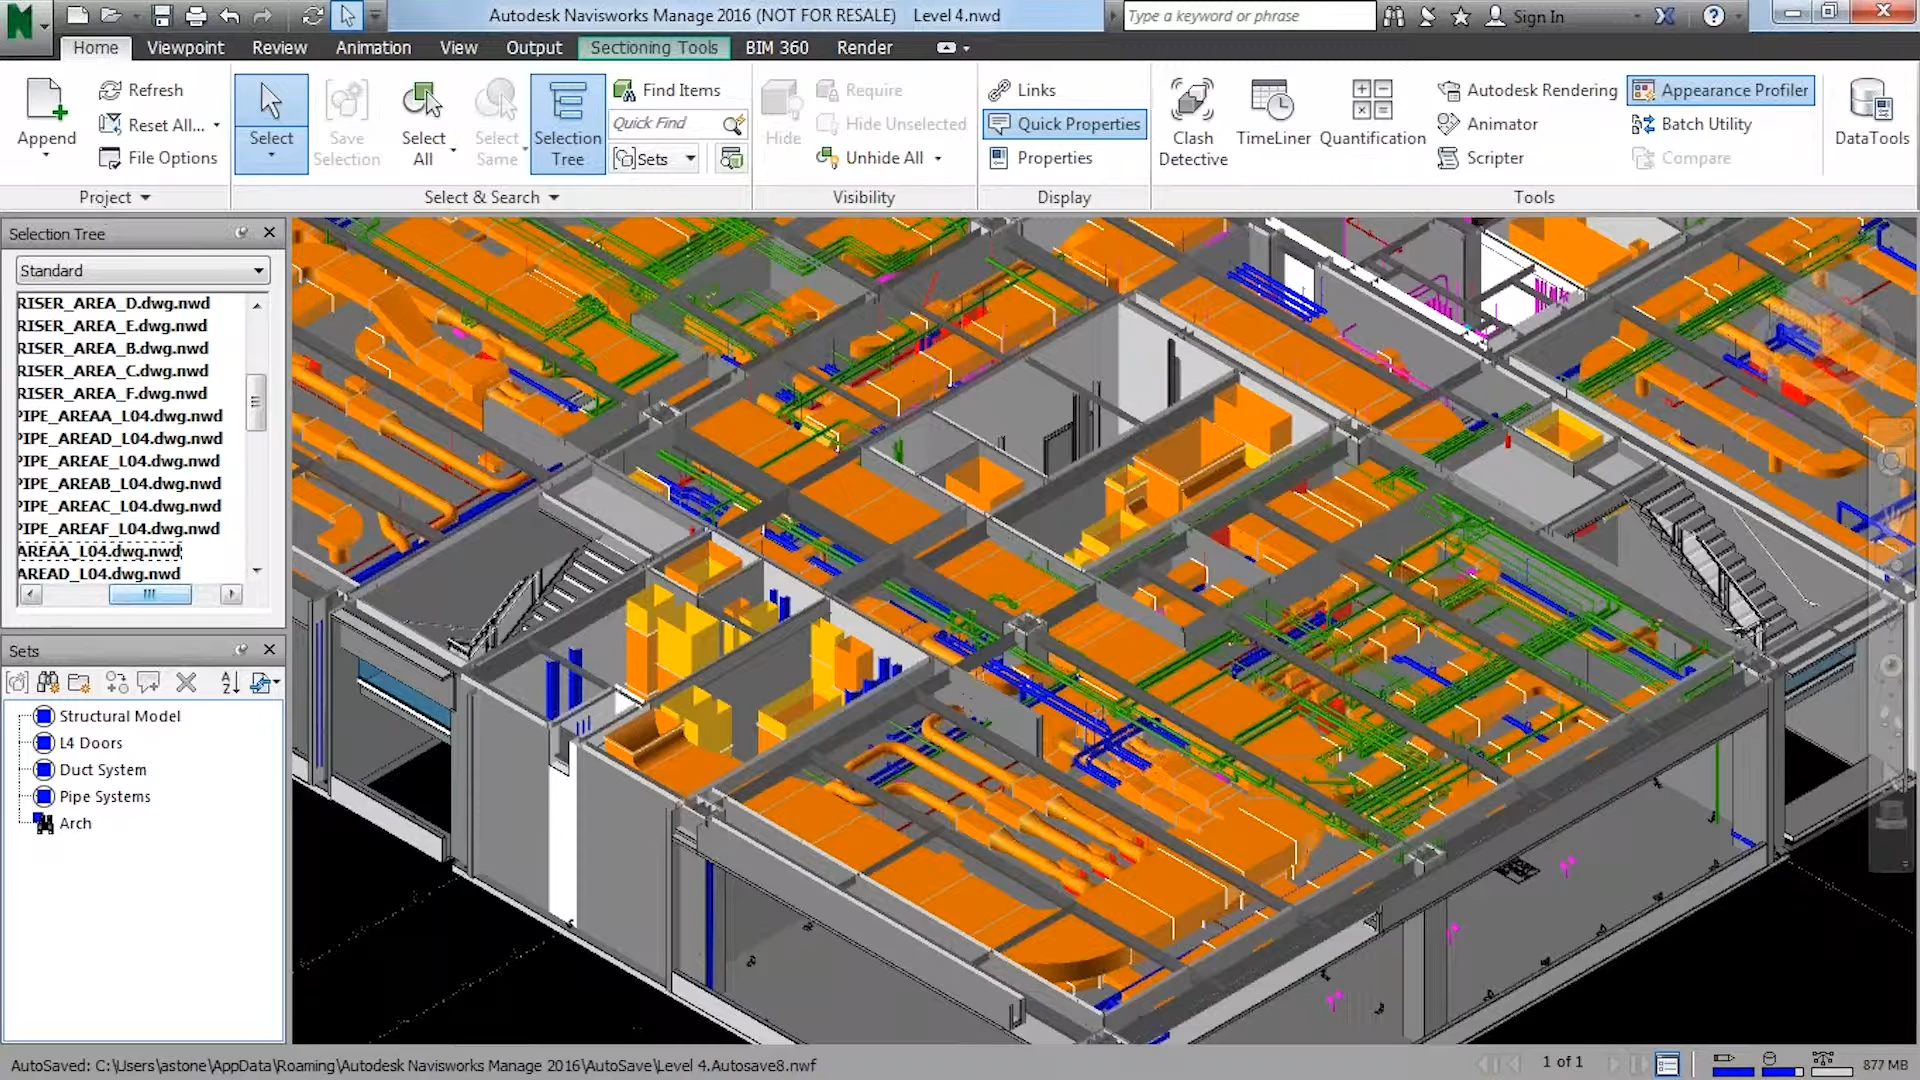 Autodesk Navisworks Manage 2016 (NOT FOR RESALE) Level 4.nwd
Type a keyword or phrase
Sign In
Home Viewpoint Review Animation View Output Sectioning Tools BIM 360 Render
Append
Refresh
Reset All...
File Options
Project
Select
Save Selection
Select All
Select Same
Selection Tree
Find Items
Quick Find
Sets
Select & Search
Hide
Require
Hide Unselected
Unhide All
Visibility
Links
Quick Properties
Properties
Display
Clash Detective
TimeLiner
Quantification
Autodesk Rendering
Animator
Scripter
Appearance Profiler
Batch Utility
Compare
DataTools
Tools
Selection Tree
Standard
RISER_AREA_D.dwg.nwd
RISER_AREA_E.dwg.nwd
RISER_AREA_B.dwg.nwd
RISER_AREA_C.dwg.nwd
RISER_AREA_F.dwg.nwd
PIPE_AREAA_L04.dwg.nwd
PIPE_AREAD_L04.dwg.nwd
PIPE_AREAE_L04.dwg.nwd
PIPE_AREAB_L04.dwg.nwd
PIPE_AREAC_L04.dwg.nwd
PIPE_AREAF_L04.dwg.nwd
AREAA_L04.dwg.nwd
AREAD_L04.dwg.nwd
Sets
Structural Model
L4 Doors
Duct System
Pipe Systems
Arch
AutoSaved: C:\Users\astone\AppData\Roaming\Autodesk Navisworks Manage 2016\AutoSave\Level 4.Autosave8.nwf
1 of 1
877 MB